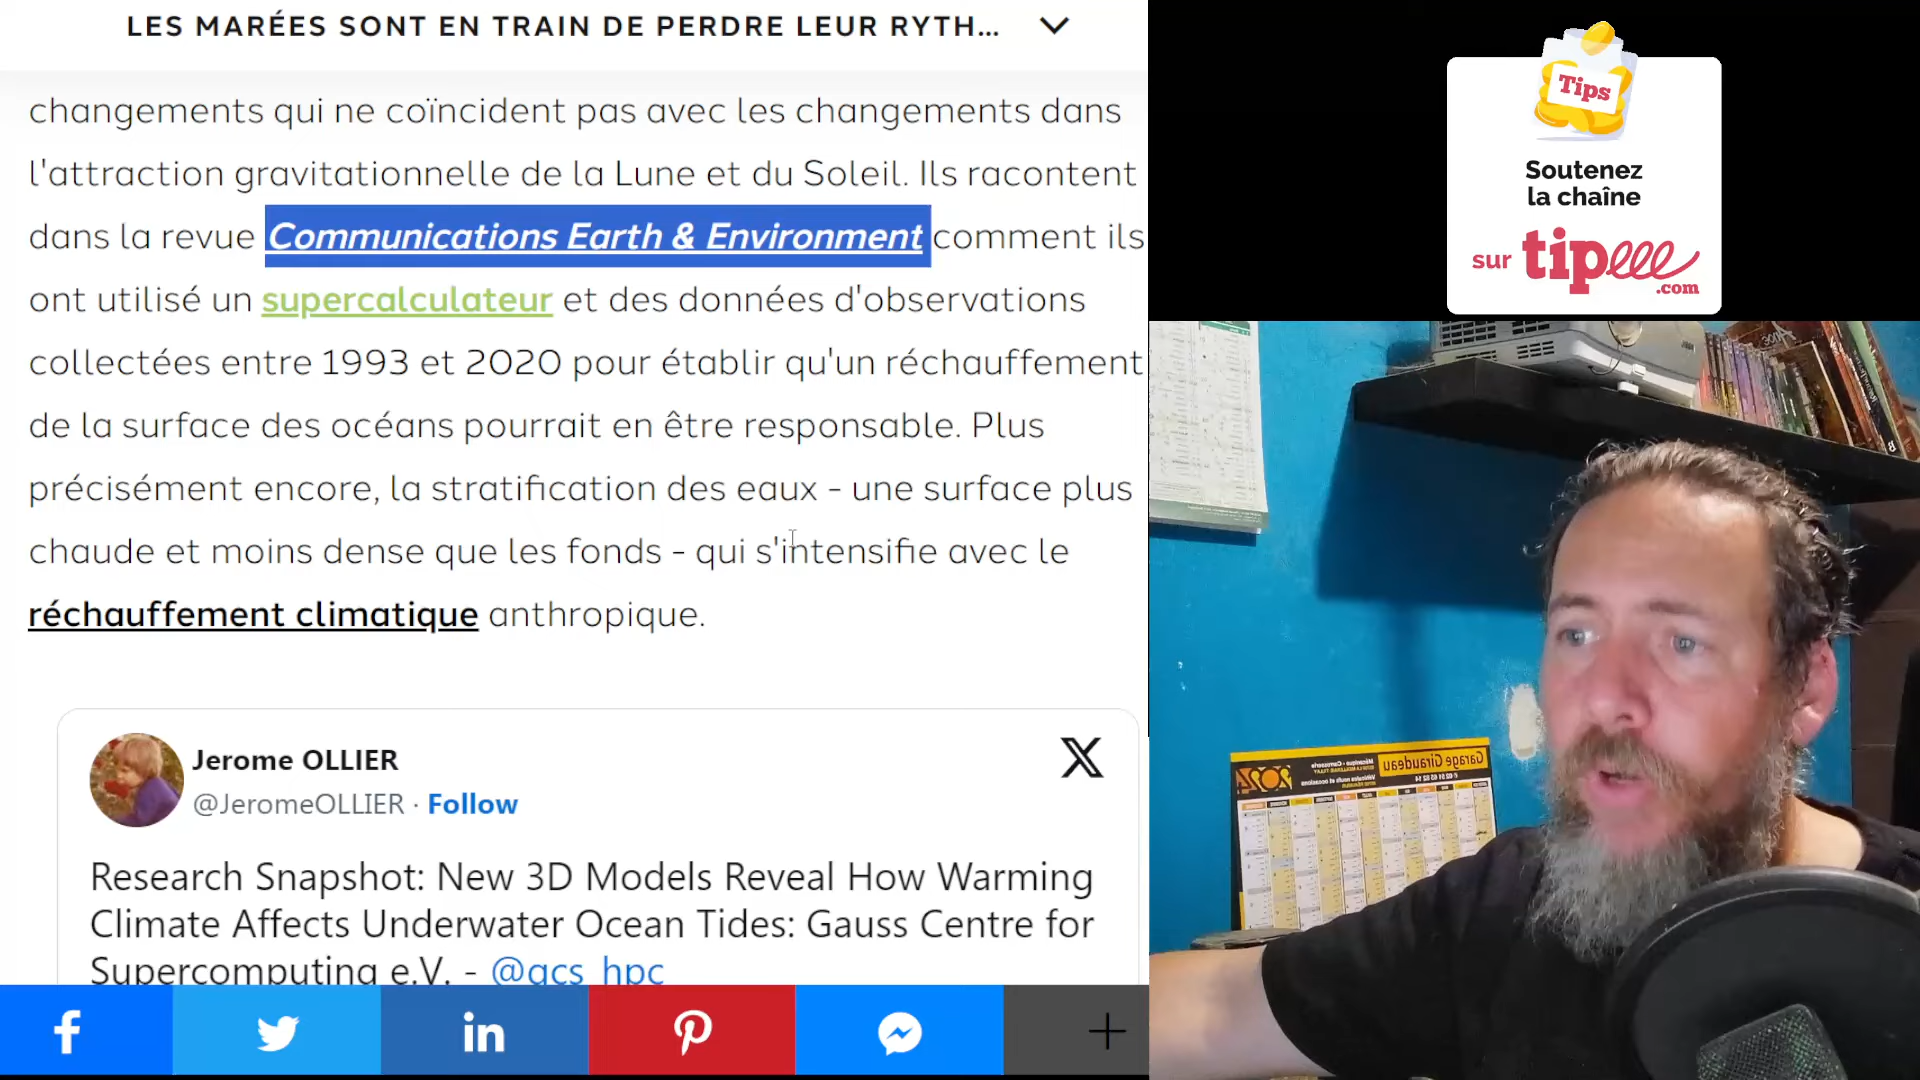 LES MARÉES SONT EN TRAIN DE PERDRE LEUR RYTH...
changements qui ne coïncident pas avec les changements dans
l'attraction gravitationnelle de la Lune et du Soleil. Ils racontent
dans la revue Communications Earth & Environment comment ils
ont utilisé un supercalculateur et des données d'observations
collectées entre 1993 et 2020 pour établir qu'un réchauffement
de la surface des océans pourrait en être responsable. Plus
précisément encore, la stratification des eaux - une surface plus
chaude et moins dense que les fonds - qui s'intensifie avec le
réchauffement climatique anthropique.
Jerome OLLIER
@JeromeOLLIER · Follow
Research Snapshot: New 3D Models Reveal How Warming
Climate Affects Underwater Ocean Tides: Gauss Centre for
Supercomputing e.V. - @gcs_hpc
Tips
Soutenez
la chaîne
sur tipeee
.com
Garage Giraudeau
2024